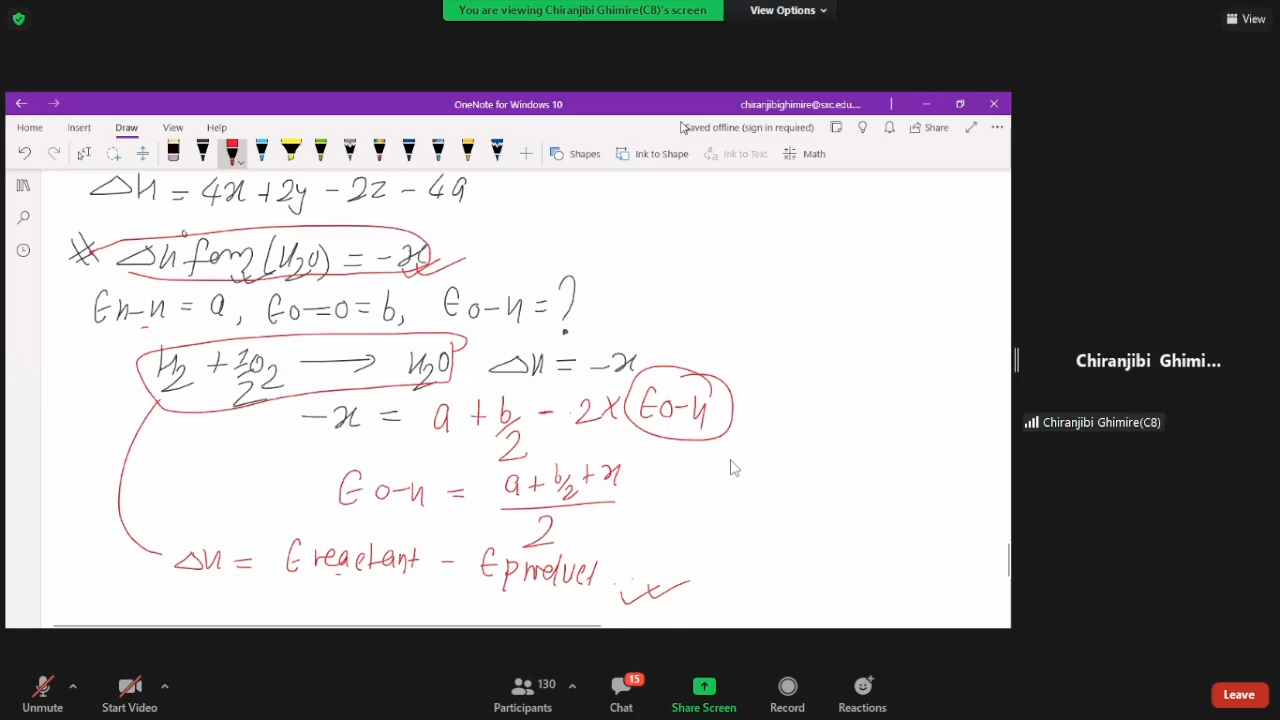 You are viewing Chiranjibi Ghimire(C8)'s screen
View Options
View
OneNote for Windows 10
chiranjibighimire@sxc.edu....
Home Insert Draw View Help
Saved offline (sign in required)
Share
Shapes
Ink to Shape
Ink to Text
Math
ΔH = 4x + 2y - 2z - 4a
ΔH° form (H2O) = -x
EH-H = a, EO=O = b, EO-H = ?
H2 + 1/2 O2 → H2O ΔH = -x
-x = a + b/2 - 2 × EO-H
EO-H = (a + b/2 + x)/2
ΔH = Ereactant - Eproduct
Chiranjibi Ghimi...
Chiranjibi Ghimire(C8)
Unmute
Start Video
130
Participants
15
Chat
Share Screen
Record
Reactions
Leave